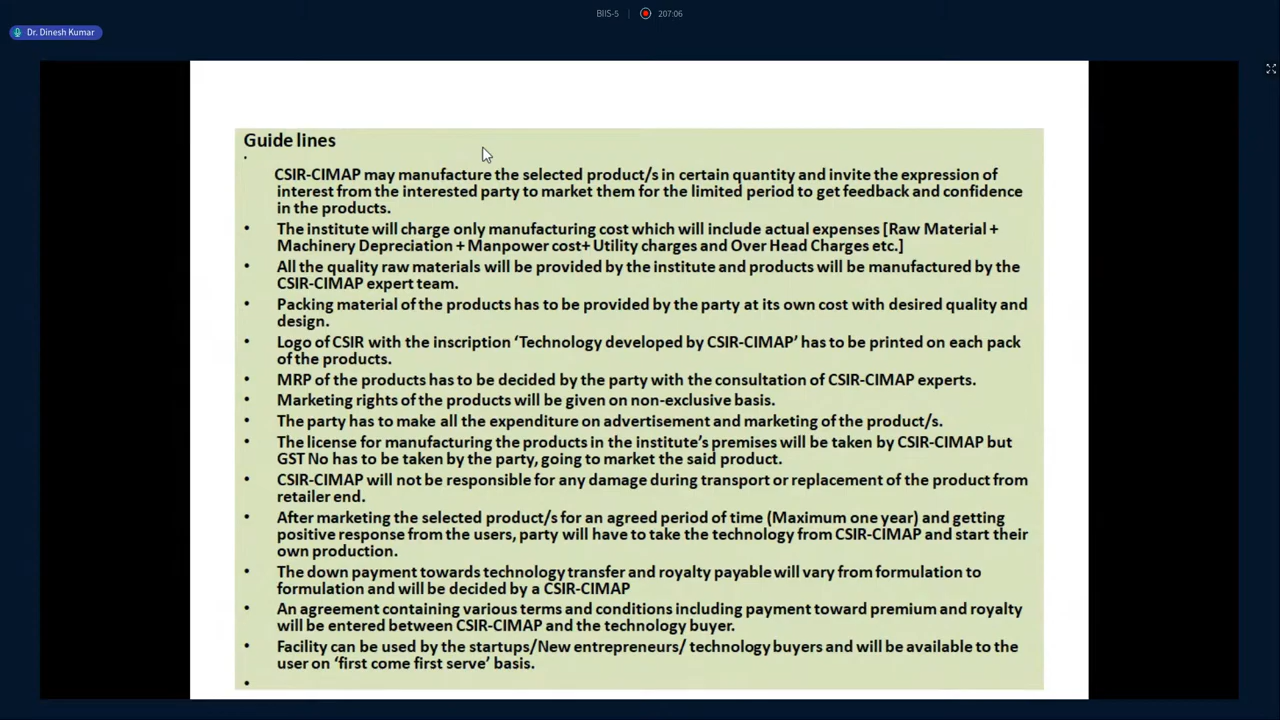 BIIS-5 | 207:06
Dr. Dinesh Kumar
Guide lines
•
CSIR-CIMAP may manufacture the selected product/s in certain quantity and invite the expression of
interest from the interested party to market them for the limited period to get feedback and confidence
in the products.
• The institute will charge only manufacturing cost which will include actual expenses [Raw Material +
Machinery Depreciation + Manpower cost+ Utility charges and Over Head Charges etc.]
• All the quality raw materials will be provided by the institute and products will be manufactured by the
CSIR-CIMAP expert team.
• Packing material of the products has to be provided by the party at its own cost with desired quality and
design.
• Logo of CSIR with the inscription ‘Technology developed by CSIR-CIMAP’ has to be printed on each pack
of the products.
• MRP of the products has to be decided by the party with the consultation of CSIR-CIMAP experts.
• Marketing rights of the products will be given on non-exclusive basis.
• The party has to make all the expenditure on advertisement and marketing of the product/s.
• The license for manufacturing the products in the institute’s premises will be taken by CSIR-CIMAP but
GST No has to be taken by the party, going to market the said product.
• CSIR-CIMAP will not be responsible for any damage during transport or replacement of the product from
retailer end.
• After marketing the selected product/s for an agreed period of time (Maximum one year) and getting
positive response from the users, party will have to take the technology from CSIR-CIMAP and start their
own production.
• The down payment towards technology transfer and royalty payable will vary from formulation to
formulation and will be decided by a CSIR-CIMAP
• An agreement containing various terms and conditions including payment toward premium and royalty
will be entered between CSIR-CIMAP and the technology buyer.
• Facility can be used by the startups/New entrepreneurs/ technology buyers and will be available to the
user on ‘first come first serve’ basis.
•